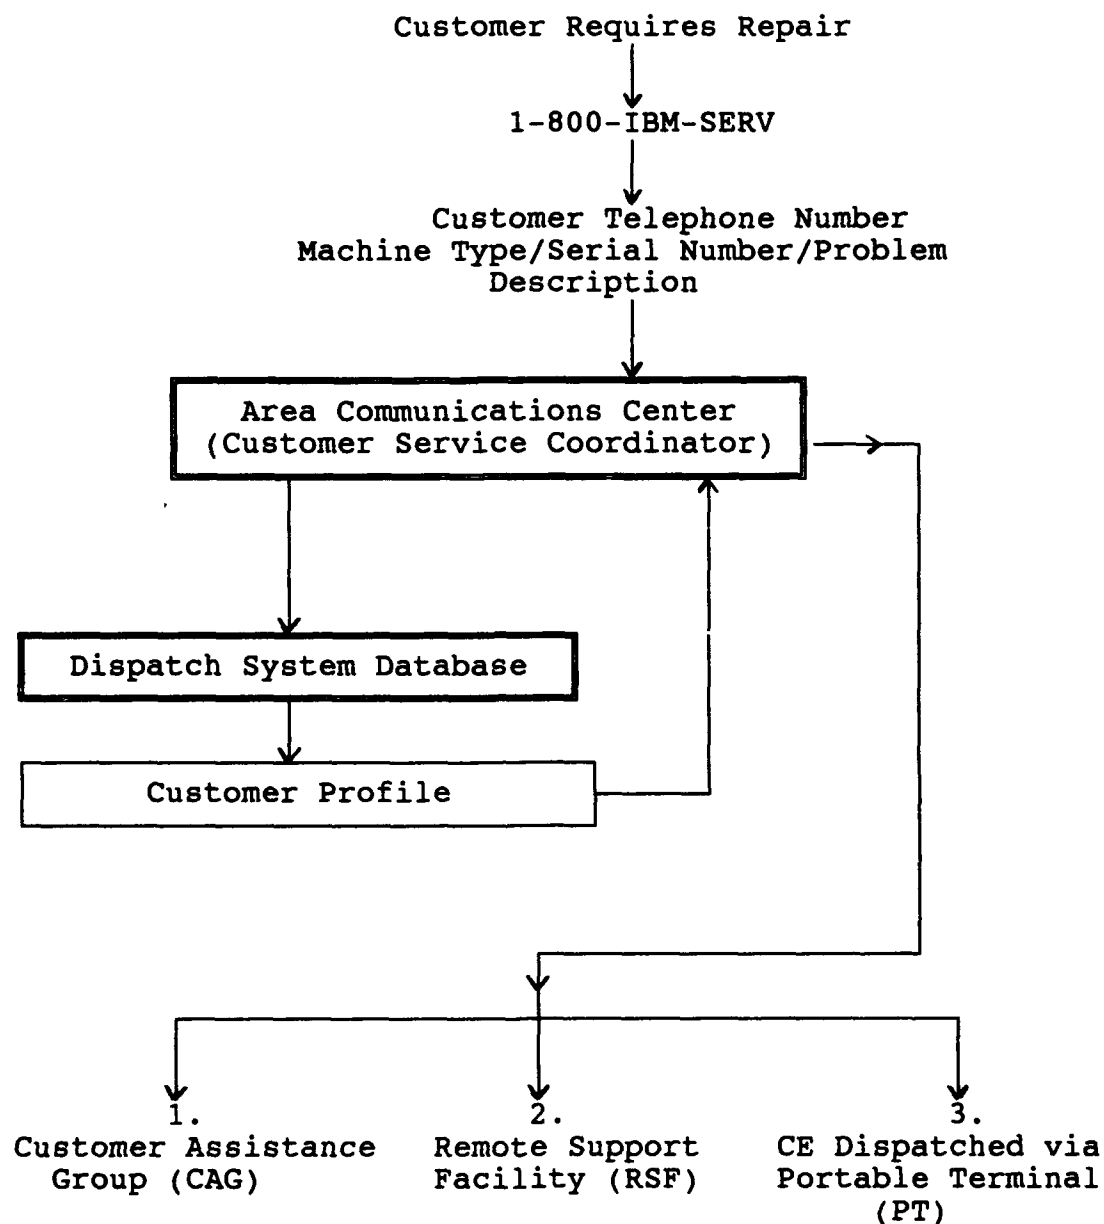 Customer Requires Repair
1-800-IBM-SERV
Customer Telephone Number
Machine Type/Serial Number/Problem
Description
Area Communications Center
(Customer Service Coordinator)
Dispatch System Database
Customer Profile
1.
Customer Assistance
Group (CAG)
2.
Remote Support
Facility (RSF)
3.
CE Dispatched via
Portable Terminal
(PT)